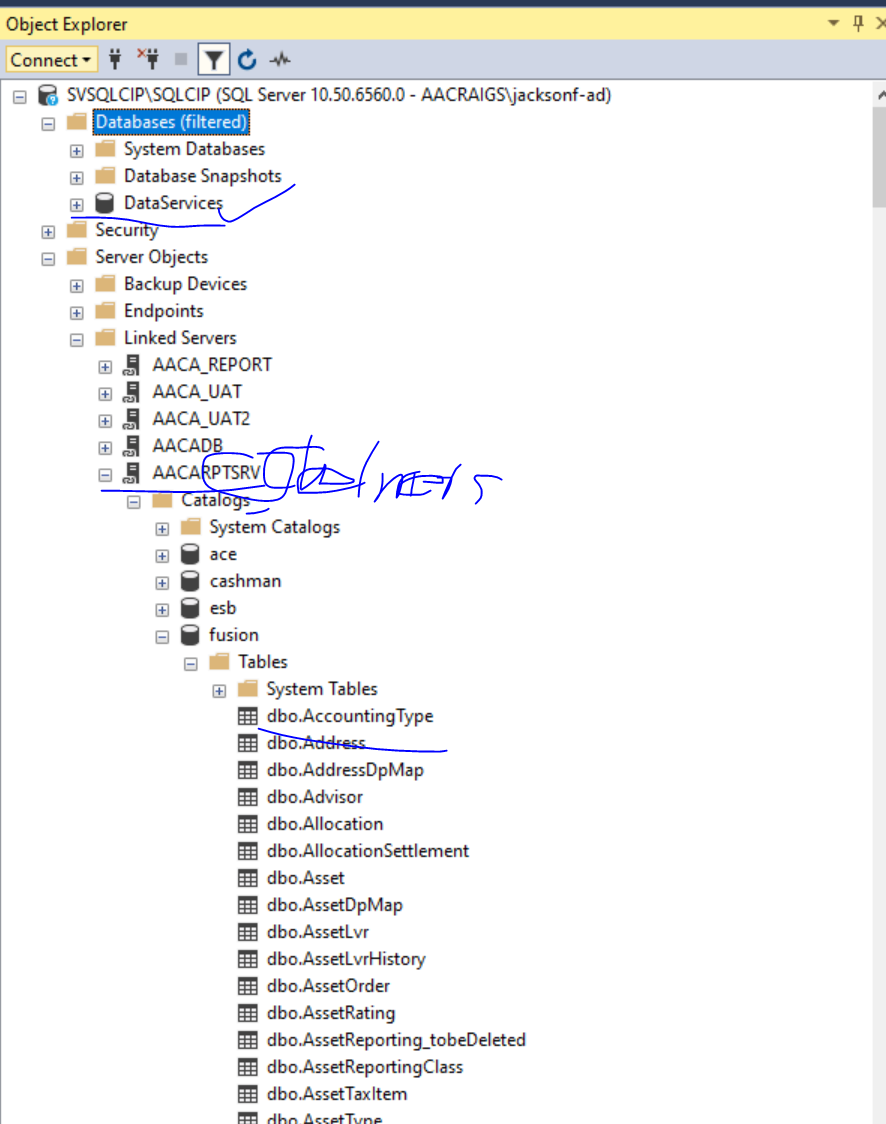 Object Explorer
Connect
SVSQLCIP\SQLCIP (SQL Server 10.50.6560.0 - AACRAIGS\jacksonf-ad)
Databases (filtered)
System Databases
Database Snapshots
DataServices
Security
Server Objects
Backup Devices
Endpoints
Linked Servers
AACA_REPORT
AACA_UAT
AACA_UAT2
AACADB
AACARPTSRV
Catalogs
System Catalogs
ace
cashman
esb
fusion
Tables
System Tables
dbo.AccountingType
dbo.Address
dbo.AddressDpMap
dbo.Advisor
dbo.Allocation
dbo.AllocationSettlement
dbo.Asset
dbo.AssetDpMap
dbo.AssetLvr
dbo.AssetLvrHistory
dbo.AssetOrder
dbo.AssetRating
dbo.AssetReporting_tobeDeleted
dbo.AssetReportingClass
dbo.AssetTaxItem
dbo.AssetType